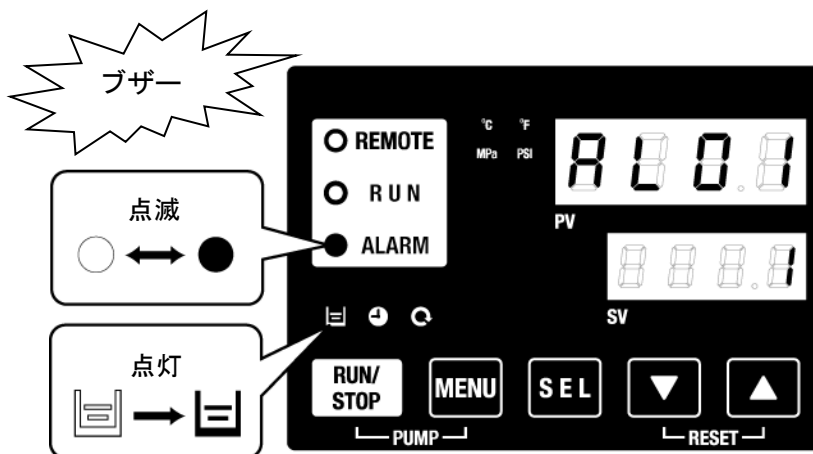 ブザー
点滅
点灯
REMOTE
RUN
ALARM
°C °F
MPa PSI
AL01
PV
1
SV
RUN/
STOP
MENU
SEL
PUMP
RESET